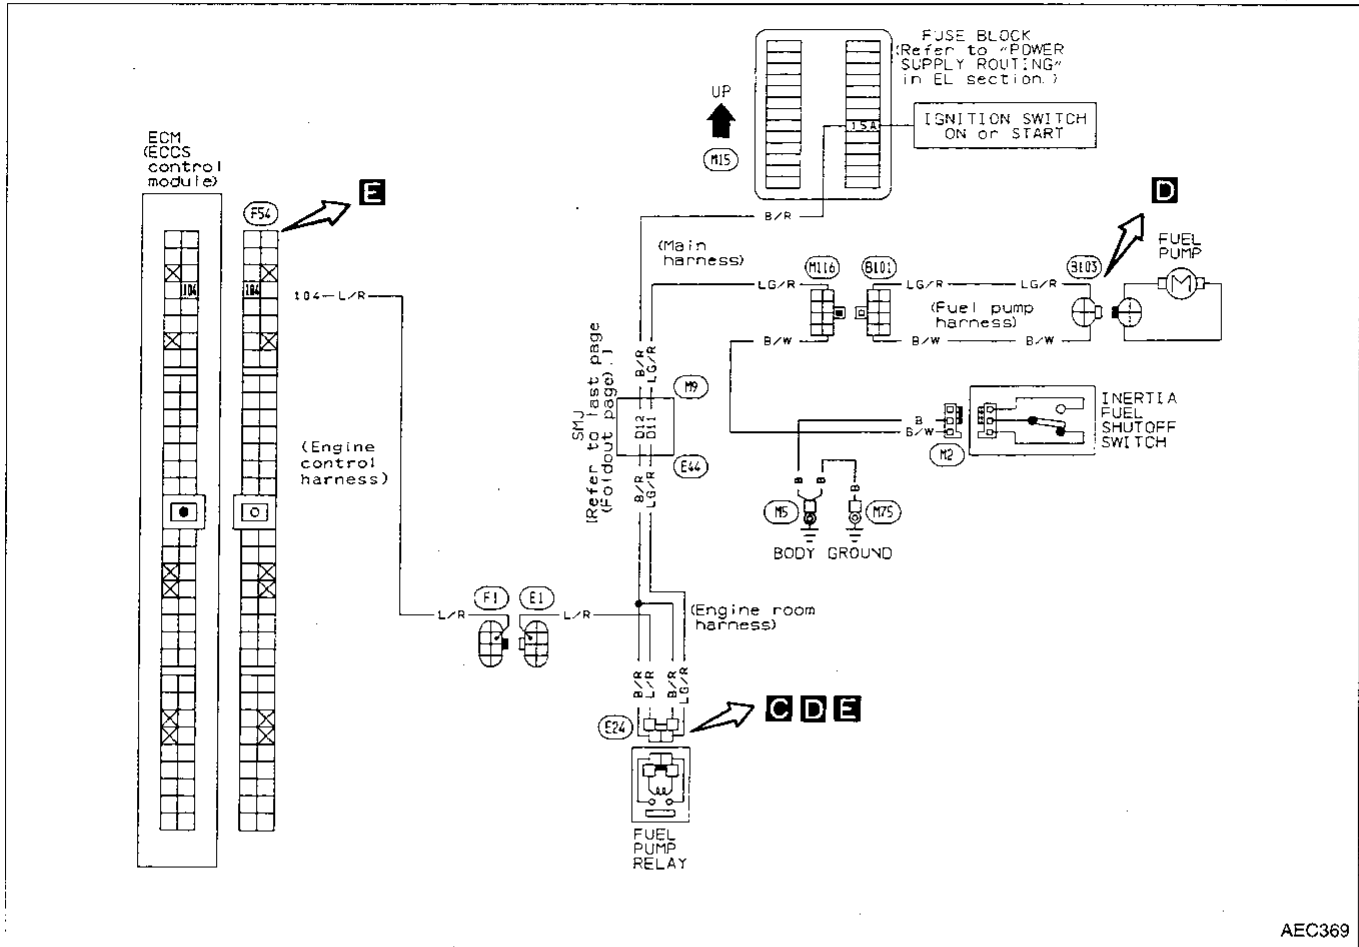 FUSE BLOCK
(Refer to "POWER
SUPPLY ROUTING"
in EL section.)
UP
M15
15A
IGNITION SWITCH
ON or START
ECM
(ECCS
control
module)
F54
E
104
104
104 L/R
(Engine
control
harness)
B/R
(Main
harness)
LG/R
M116
B101
LG/R
LG/R
B103
D
FUEL
PUMP
M
(Fuel pump
harness)
B/W
B/W
B/W
B/R
LG/R
M9
SMJ
[Refer to last page
(Foldout page).]
D12
D11
E44
B/R
LG/R
B
B/W
M2
INERTIA
FUEL
SHUTOFF
SWITCH
B
B
B
M5
M75
BODY GROUND
L/R
F1
E1
L/R
(Engine room
harness)
B/R
L/R
B/R
LG/R
E24
C D E
FUEL
PUMP
RELAY
AEC369